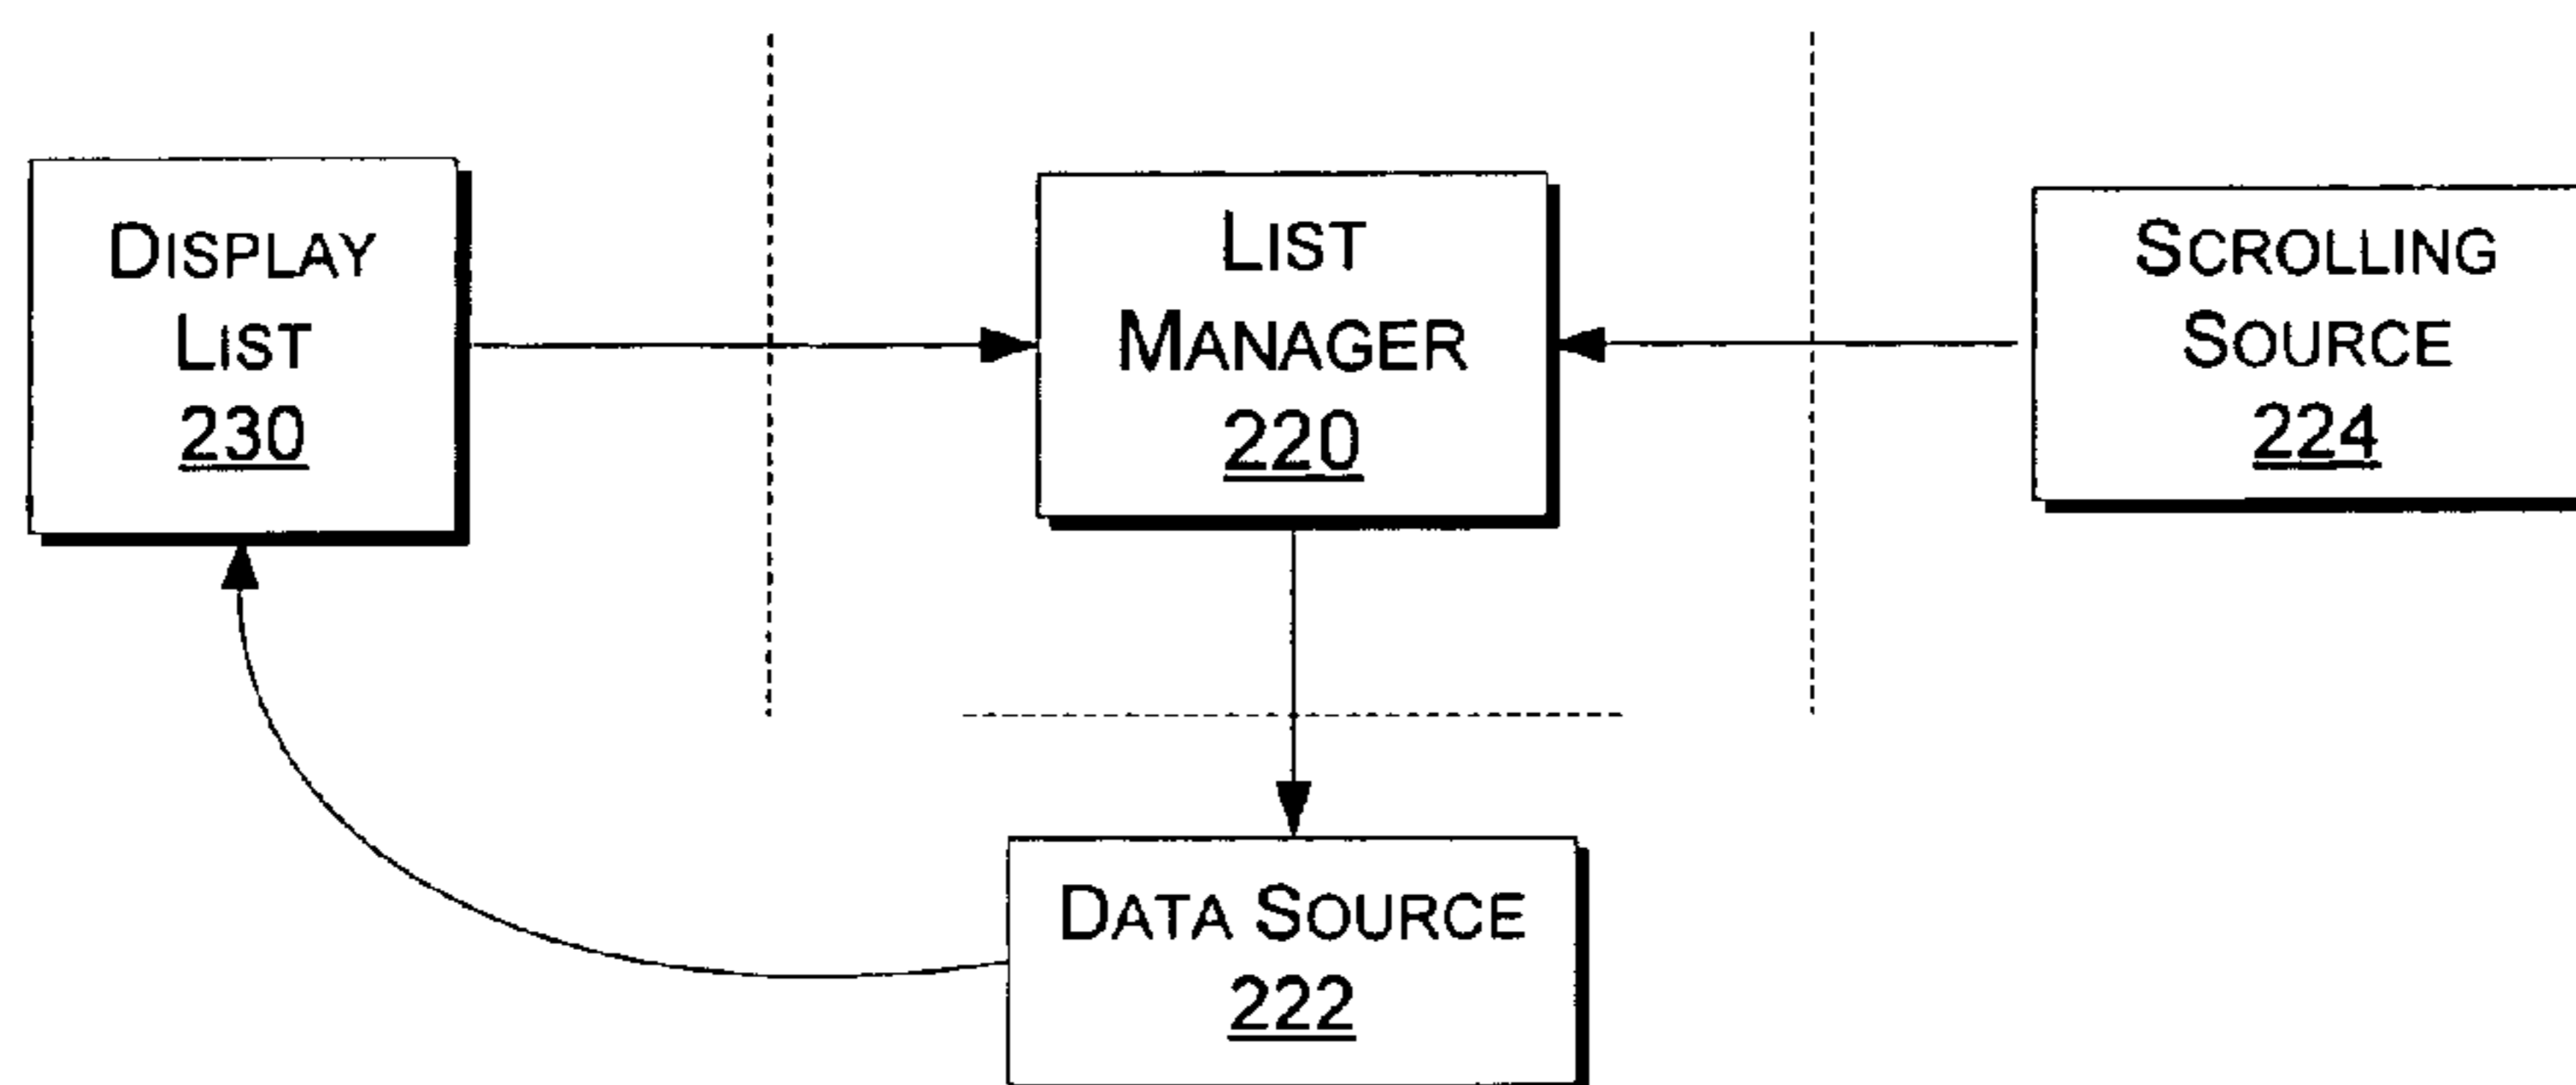 DISPLAY
LIST
230
LIST
MANAGER
220
SCROLLING
SOURCE
224
DATA SOURCE
222